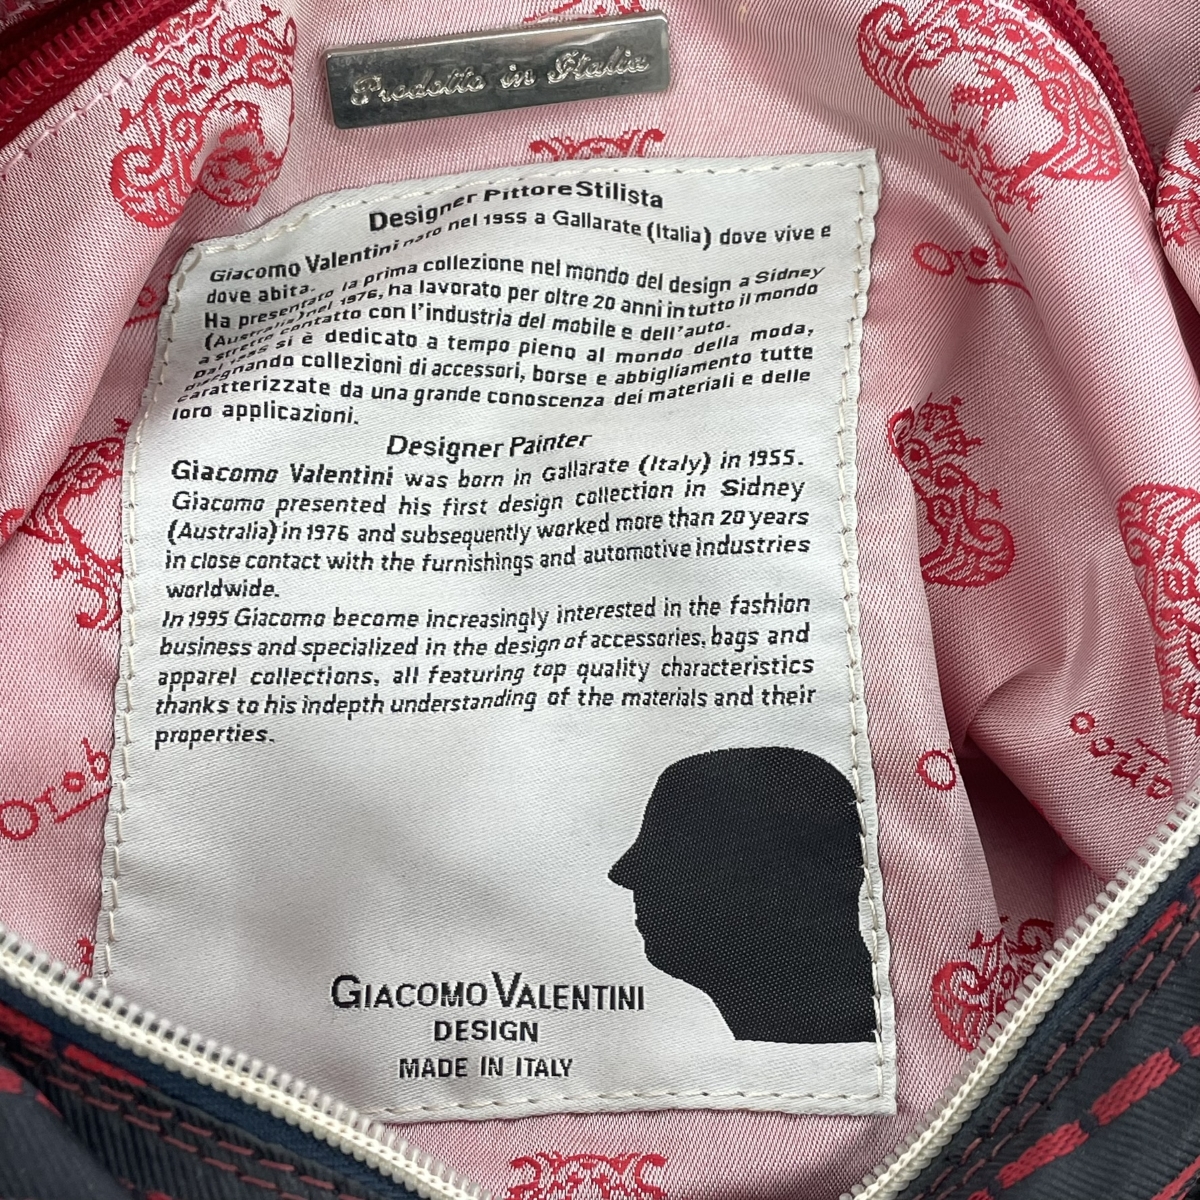 Prodotto in Italia
Designer Pittore Stilista
Giacomo Valentini nato nel 1955 a Gallarate (Italia) dove vive e
dove abita.
Ha presentato la prima collezione nel mondo del design a Sidney
(Australia) nel 1976, ha lavorato per oltre 20 anni in tutto il mondo
a stretto contatto con l'industria del mobile e dell'auto.
Dal 1995 si è dedicato a tempo pieno al mondo della moda,
disegnando collezioni di accessori, borse e abbigliamento tutte
caratterizzate da una grande conoscenza dei materiali e delle
loro applicazioni.
Designer Painter
Giacomo Valentini was born in Gallarate (Italy) in 1955.
Giacomo presented his first design collection in Sidney
(Australia) in 1976 and subsequently worked more than 20 years
in close contact with the furnishings and automotive industries
worldwide.
In 1995 Giacomo become increasingly interested in the fashion
business and specialized in the design of accessories, bags and
apparel collections, all featuring top quality characteristics
thanks to his indepth understanding of the materials and their
properties.
GIACOMO VALENTINI
DESIGN
MADE IN ITALY